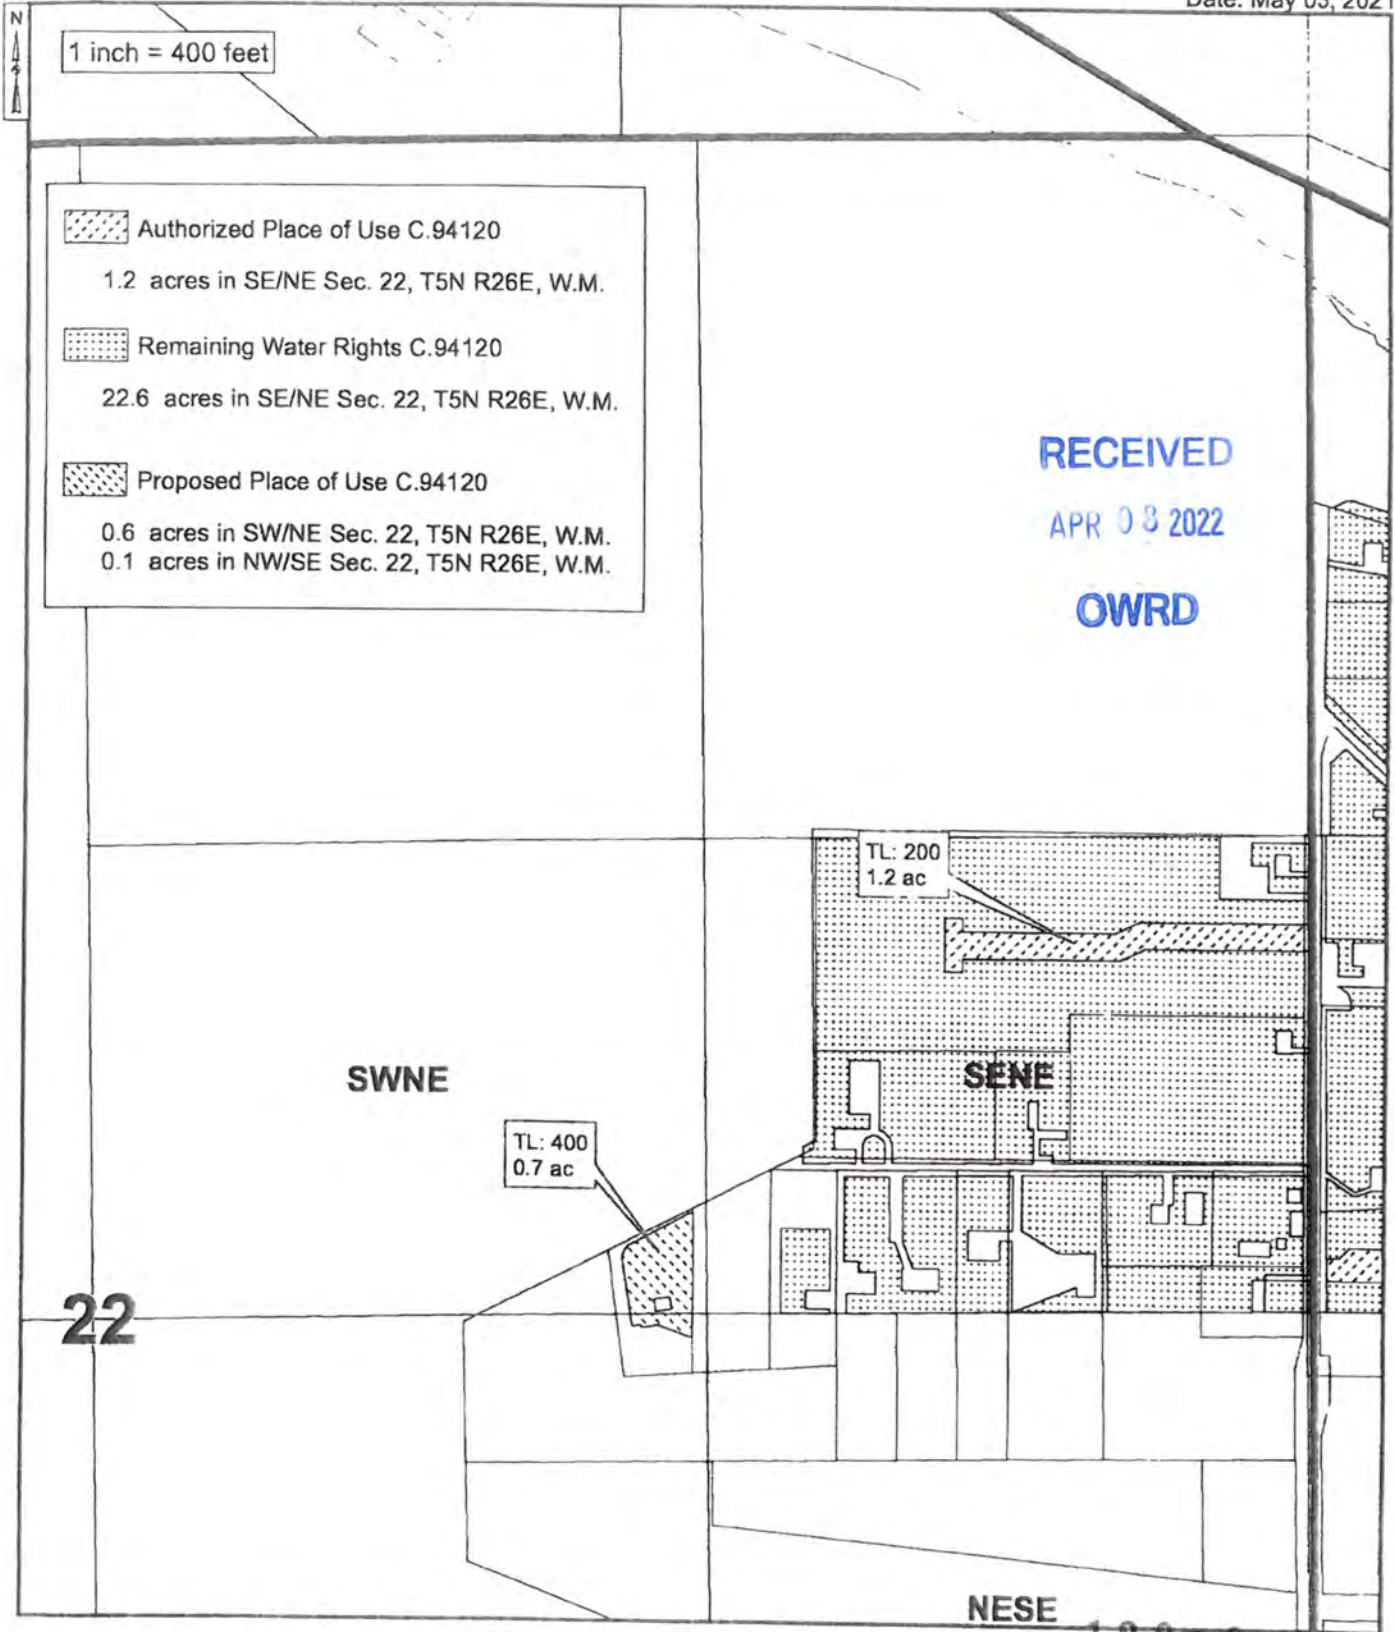 Date: May 03, 2021
N
1 inch = 400 feet
Authorized Place of Use C.94120
1.2 acres in SE/NE Sec. 22, T5N R26E, W.M.
Remaining Water Rights C.94120
22.6 acres in SE/NE Sec. 22, T5N R26E, W.M.
Proposed Place of Use C.94120
0.6 acres in SW/NE Sec. 22, T5N R26E, W.M.
0.1 acres in NW/SE Sec. 22, T5N R26E, W.M.
RECEIVED
APR 08 2022
OWRD
TL: 200
1.2 ac
SWNE
SENE
TL: 400
0.7 ac
22
NESE